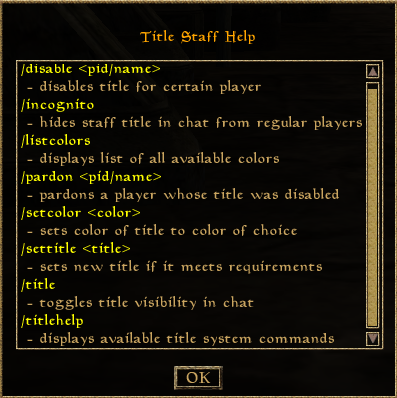 Title Staff Help
/disable <pid/name>
- disables title for certain player
/incognito
- hides staff title in chat from regular players
/listcolors
- displays list of all available colors
/pardon <pid/name>
- pardons a player whose title was disabled
/setcolor <color>
- sets color of title to color of choice
/settitle <title>
- sets new title if it meets requirements
/title
- toggles title visibility in chat
/titlehelp
- displays available title system commands
OK